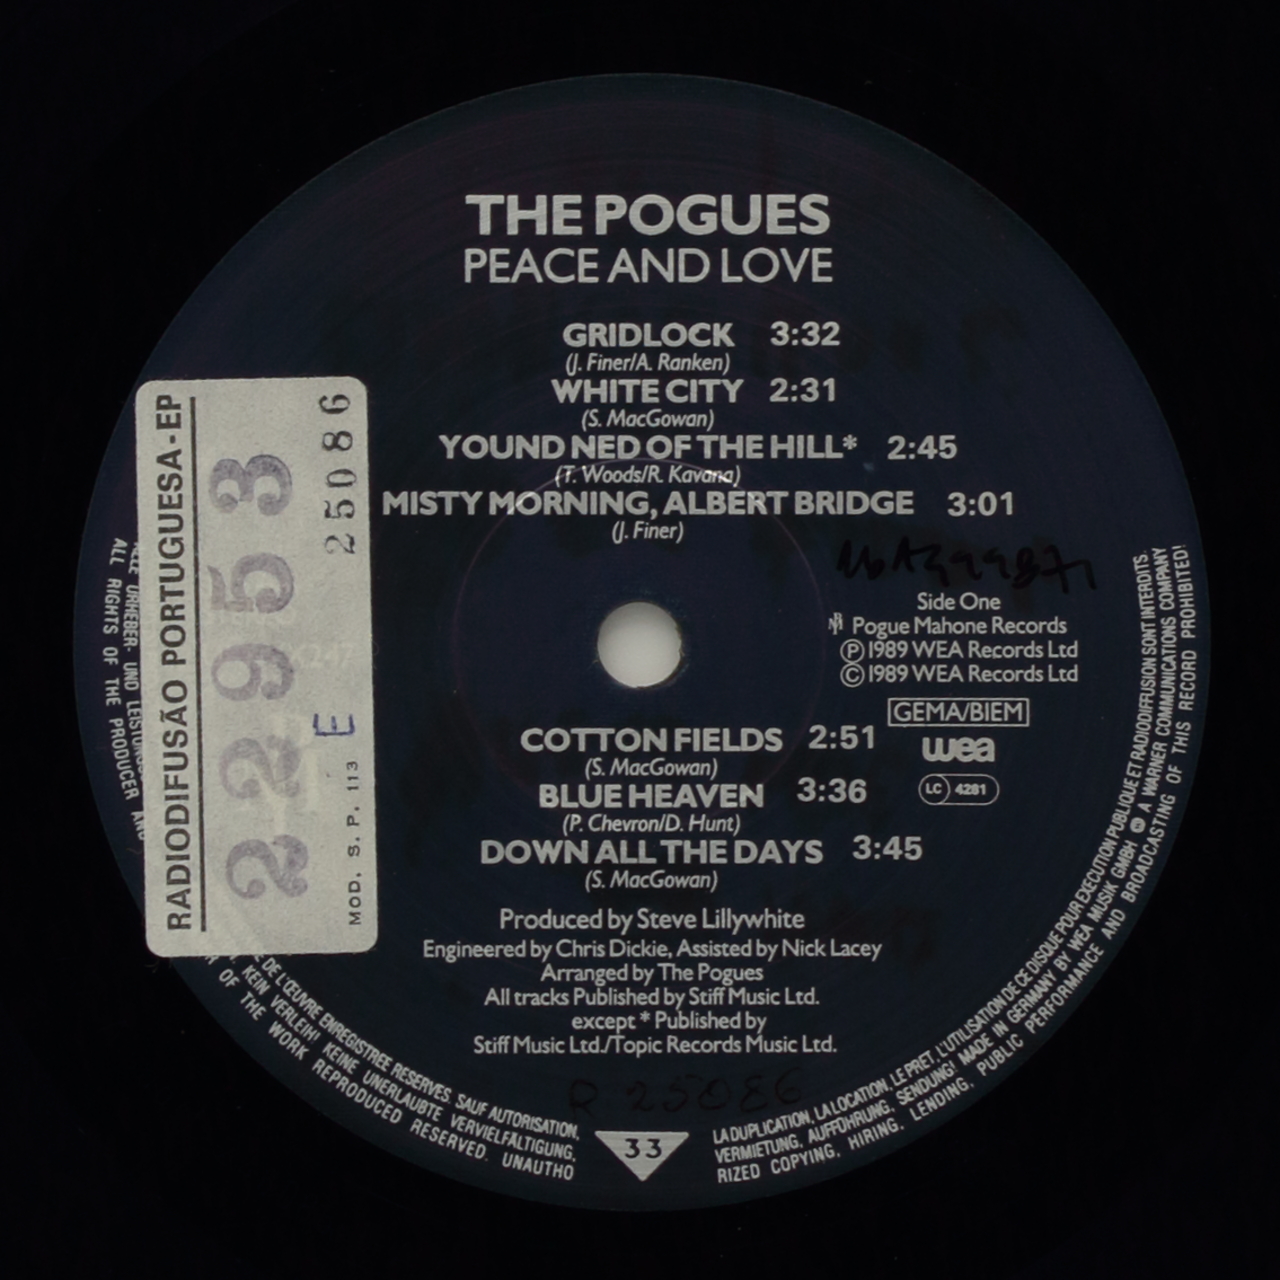 THE POGUES
PEACE AND LOVE
GRIDLOCK 3:32
(J. Finer/A. Ranken)
WHITE CITY 2:31
(S. MacGowan)
YOUND NED OF THE HILL* 2:45
(T. Woods/R. Kavana)
MISTY MORNING, ALBERT BRIDGE 3:01
(J. Finer)
RADIODIFUSÃO PORTUGUESA-EP
22953
25086
E
MOD. S. P. 113
Side One
Pogue Mahone Records
Ⓟ 1989 WEA Records Ltd
© 1989 WEA Records Ltd
GEMA/BIEM
wea
LC 4281
COTTON FIELDS 2:51
(S. MacGowan)
BLUE HEAVEN 3:36
(P. Chevron/D. Hunt)
DOWN ALL THE DAYS 3:45
(S. MacGowan)
Produced by Steve Lillywhite
Engineered by Chris Dickie, Assisted by Nick Lacey
Arranged by The Pogues
All tracks Published by Stiff Music Ltd.
except * Published by
Stiff Music Ltd./Topic Records Music Ltd.
R 25086
33
ALLE URHEBER- UND
ALL RIGHTS OF THE PRODUCER AND
DE L'ŒUVRE ENREGISTREE RESERVES. SAUF AUTORISATION,
KEIN VERLEIH! KEINE UNERLAUBTE VERVIELFÄLTIGUNG,
OF THE WORK REPRODUCED RESERVED. UNAUTHO
LA DUPLICATION, LA LOCATION, LE PRET, L'UTILISATION DE CE DISQUE POUR EXECUTION PUBLIQUE ET RADIODIFFUSION SONT INTERDITS.
VERMIETUNG, AUFFÜHRUNG, SENDUNG! MADE IN GERMANY BY WEA MUSIK GMBH A WARNER COMMUNICATIONS COMPANY
RIZED COPYING, HIRING, LENDING, PUBLIC PERFORMANCE AND BROADCASTING OF THIS RECORD PROHIBITED!